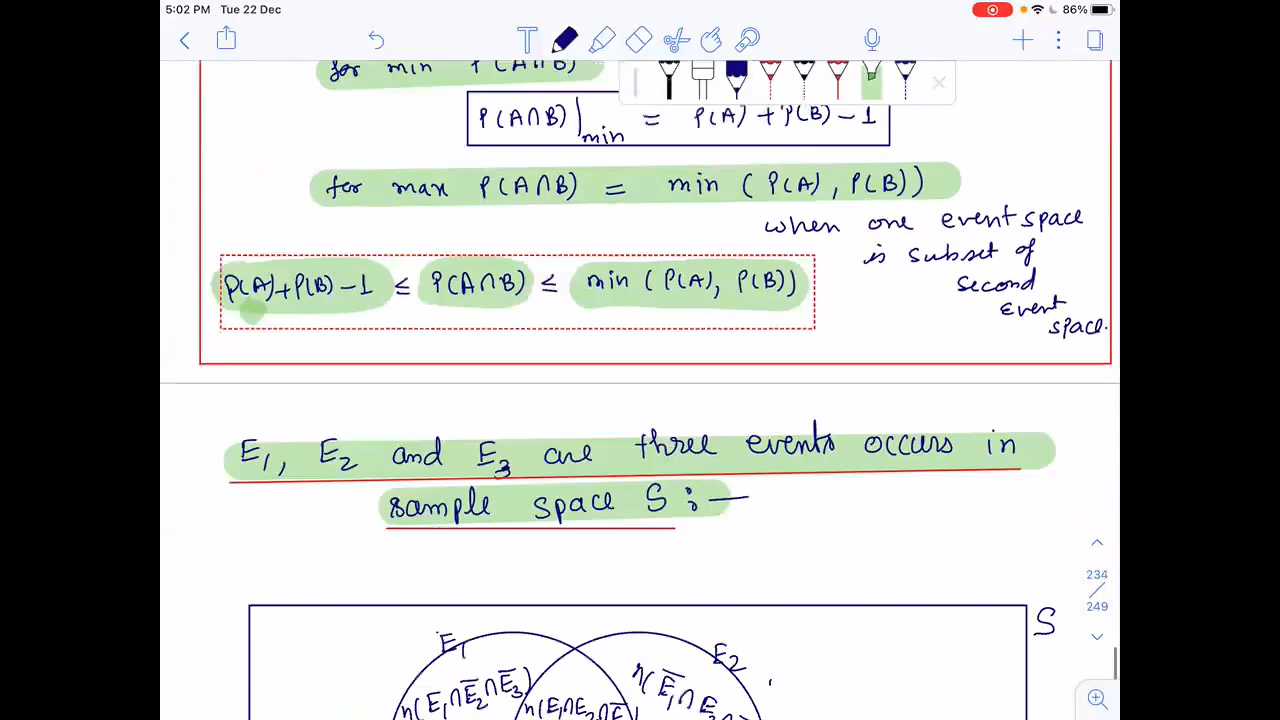 5:02 PM Tue 22 Dec
86%
for min P(A∩B)
P(A∩B)|min = P(A) + P(B) – 1
for max P(A∩B) = min ( P(A) , P(B))
when one event space
is subset of
second
event
space.
P(A)+P(B) – 1 ≤ P(A∩B) ≤ min ( P(A), P(B))
E1, E2 and E3 are three events occurs in
sample space S :—
234
249
S
E1
E2
n(E1∩E̅2∩E̅3)